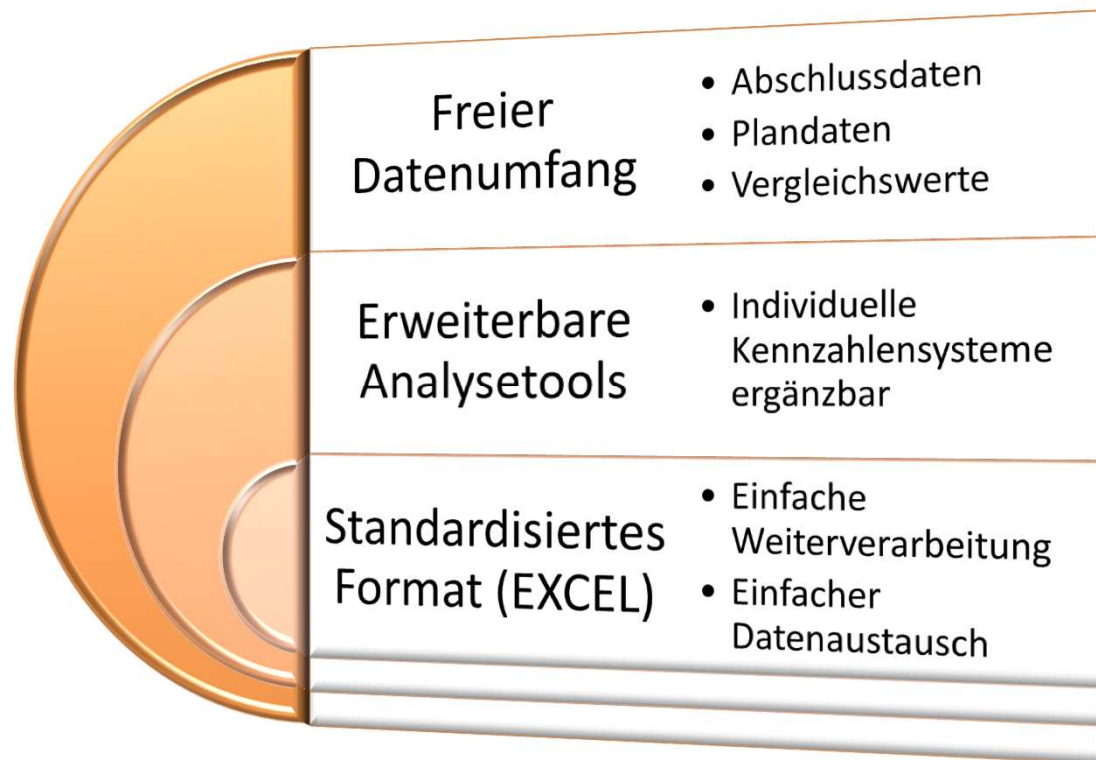 Freier
Datenumfang
• Abschlussdaten
• Plandaten
• Vergleichswerte
Erweiterbare
Analysetools
• Individuelle
Kennzahlensysteme
ergänzbar
Standardisiertes
Format (EXCEL)
• Einfache
Weiterverarbeitung
• Einfacher
Datenaustausch